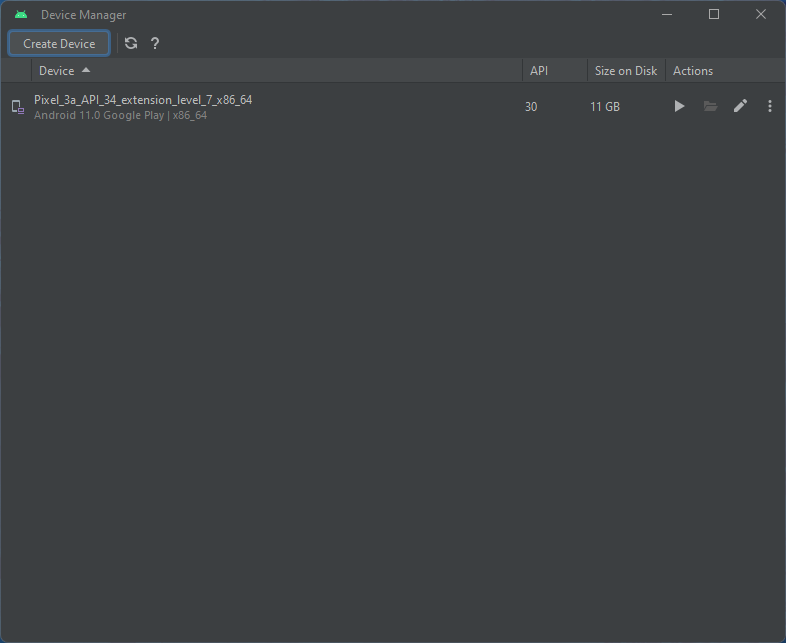 Device Manager
Create Device ?
Device API Size on Disk Actions
Pixel_3a_API_34_extension_level_7_x86_64 30 11 GB
Android 11.0 Google Play | x86_64